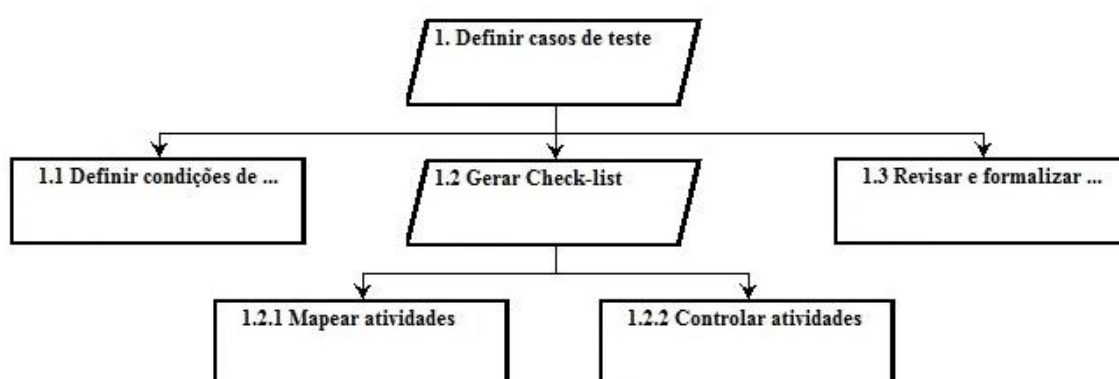 1. Definir casos de teste
1.1 Definir condições de ...
1.2 Gerar Check-list
1.3 Revisar e formalizar ...
1.2.1 Mapear atividades
1.2.2 Controlar atividades